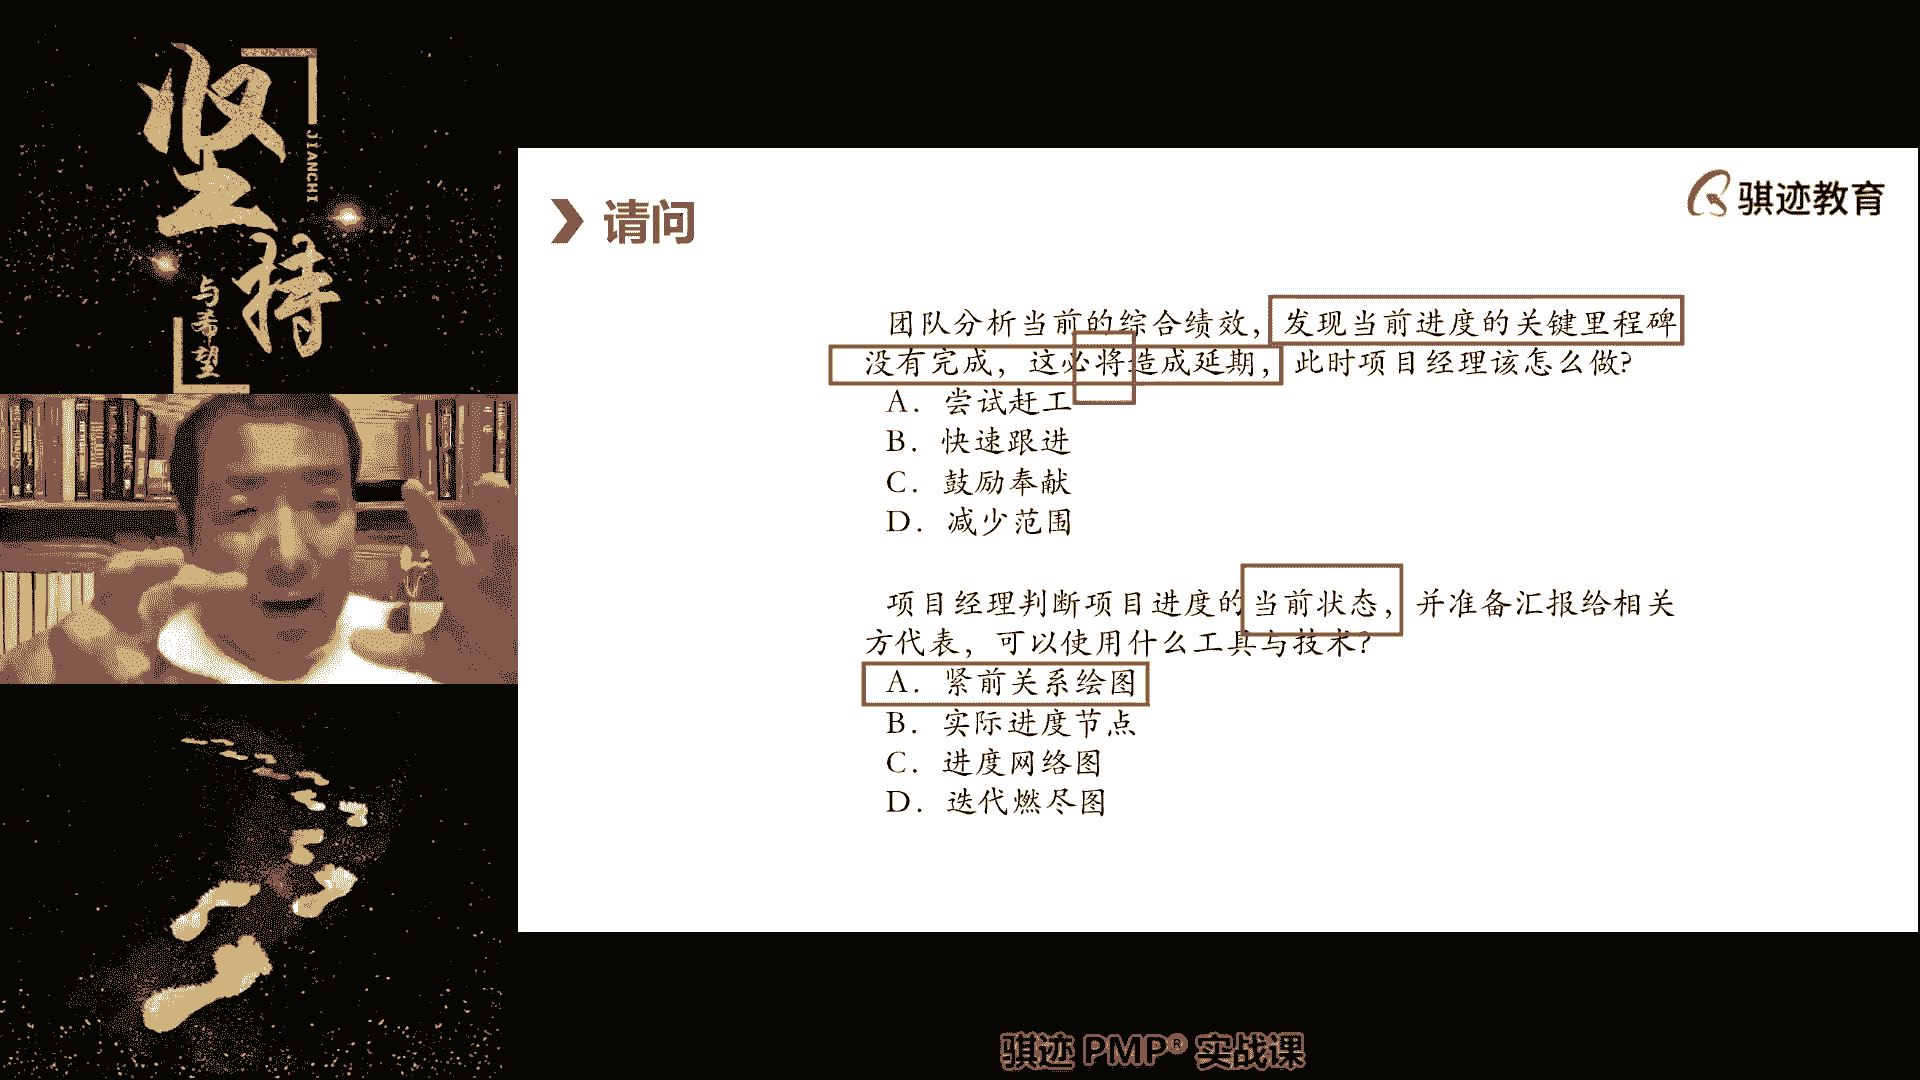 坚持
JIANCHI
与希望
骐迹教育
请问
团队分析当前的综合绩效，发现当前进度的关键里程碑
没有完成，这必将造成延期，此时项目经理该怎么做？
A．尝试赶工
B．快速跟进
C．鼓励奉献
D．减少范围
项目经理判断项目进度的当前状态，并准备汇报给相关
方代表，可以使用什么工具与技术？
A．紧前关系绘图
B．实际进度节点
C．进度网络图
D．迭代燃尽图
骐迹 PMP® 实战课